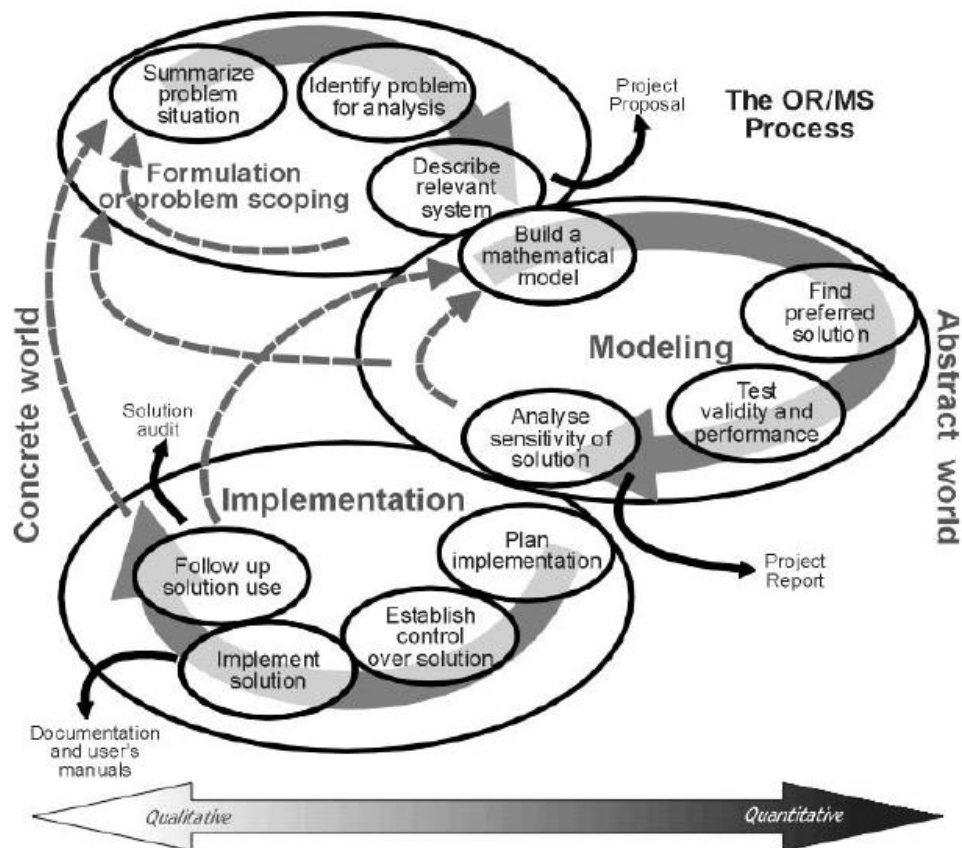 The OR/MS
Process
Summarize
problem
situation
Identify problem
for analysis
Describe
relevant
system
Formulation
or problem scoping
Project
Proposal
Build a
mathematical
model
Find
preferred
solution
Test
validity and
performance
Analyse
sensitivity of
solution
Modeling
Project
Report
Concrete world
Abstract world
Solution
audit
Implementation
Plan
implementation
Establish
control
over solution
Implement
solution
Follow up
solution use
Documentation
and user's
manuals
Qualitative
Quantitative